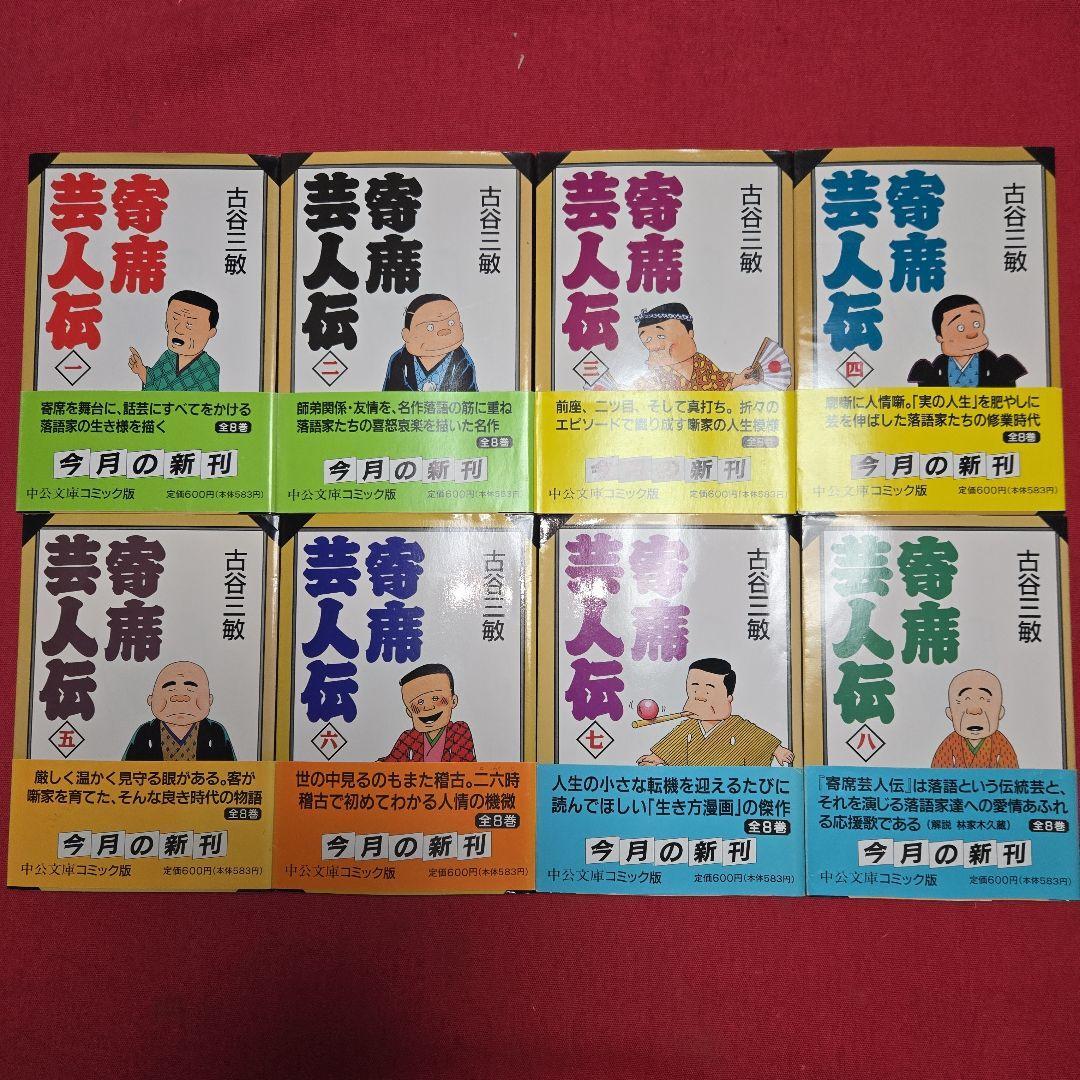 寄席
芸人伝
一
古谷三敏
寄席を舞台に、話芸にすべてをかける
落語家の生き様を描く
全8巻
今月の新刊
中公文庫コミック版
定価600円(本体583円)
寄席
芸人伝
二
古谷三敏
師弟関係・友情を、名作落語の筋に重ね
落語家たちの喜怒哀楽を描いた名作
全8巻
今月の新刊
中公文庫コミック版
定価600円(本体583円)
寄席
芸人伝
三
古谷三敏
前座、二ツ目、そして真打ち。折々の
エピソードで織り成す噺家の人生模様
全8巻
今月の新刊
中公文庫コミック版
定価600円(本体583円)
寄席
芸人伝
四
古谷三敏
廓噺に人情噺。「実の人生」を肥やしに
芸を伸ばした落語家たちの修業時代
全8巻
今月の新刊
中公文庫コミック版
定価600円(本体583円)
寄席
芸人伝
五
古谷三敏
厳しく温かく見守る眼がある。客が
噺家を育てた、そんな良き時代の物語
全8巻
今月の新刊
中公文庫コミック版
定価600円(本体583円)
寄席
芸人伝
六
古谷三敏
世の中見るのもまた稽古。二六時
稽古で初めてわかる人情の機微
全8巻
今月の新刊
中公文庫コミック版
定価600円(本体583円)
寄席
芸人伝
七
古谷三敏
人生の小さな転機を迎えるたびに
読んでほしい「生き方漫画」の傑作
全8巻
今月の新刊
中公文庫コミック版
定価600円(本体583円)
寄席
芸人伝
八
古谷三敏
『寄席芸人伝』は落語という伝統芸と、
それを演じる落語家達への愛情あふれ
る応援歌である(解説 林家木久蔵) 全8巻
今月の新刊
中公文庫コミック版
定価600円(本体583円)